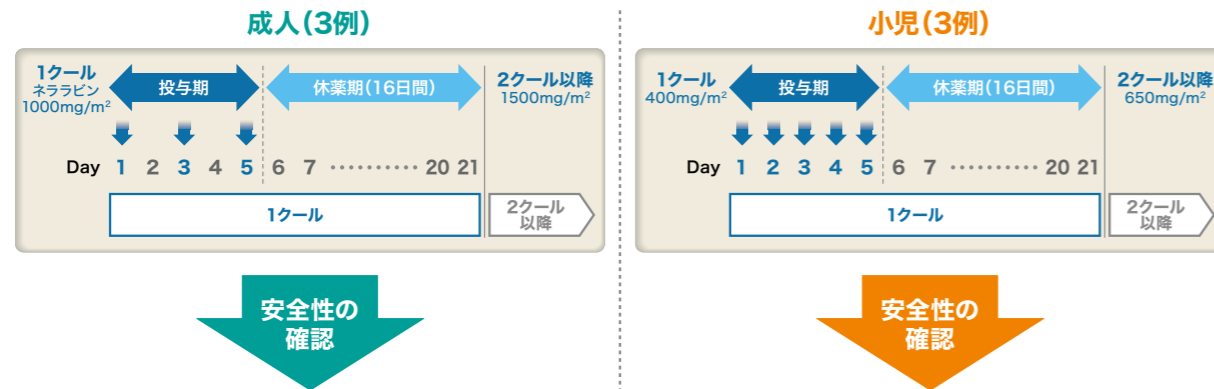 成人（3例）
1クール
ネララビン
1000mg/m²
投与期
休薬期（16日間）
2クール以降
1500mg/m²
Day 1 2 3 4 5 6 7 ･･････････ 20 21
1クール
2クール
以降
安全性の
確認
小児（3例）
1クール
400mg/m²
投与期
休薬期（16日間）
2クール以降
650mg/m²
Day 1 2 3 4 5 6 7 ･･････････ 20 21
1クール
2クール
以降
安全性の
確認